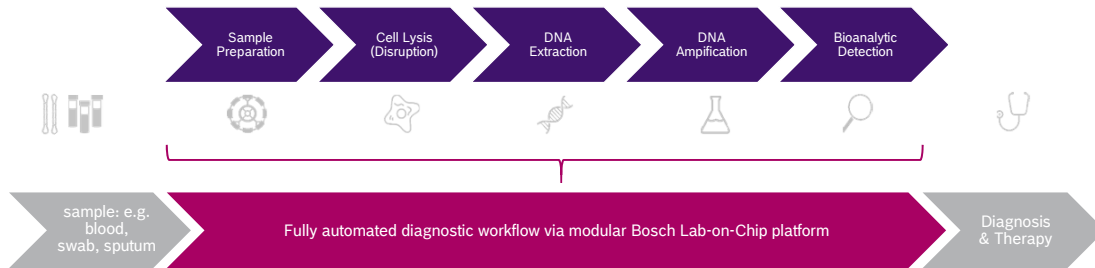 Sample
Preparation
Cell Lysis
(Disruption)
DNA
Extraction
DNA
Ampification
Bioanalytic
Detection
sample: e.g.
blood,
swab, sputum
Fully automated diagnostic workflow via modular Bosch Lab-on-Chip platform
Diagnosis
& Therapy